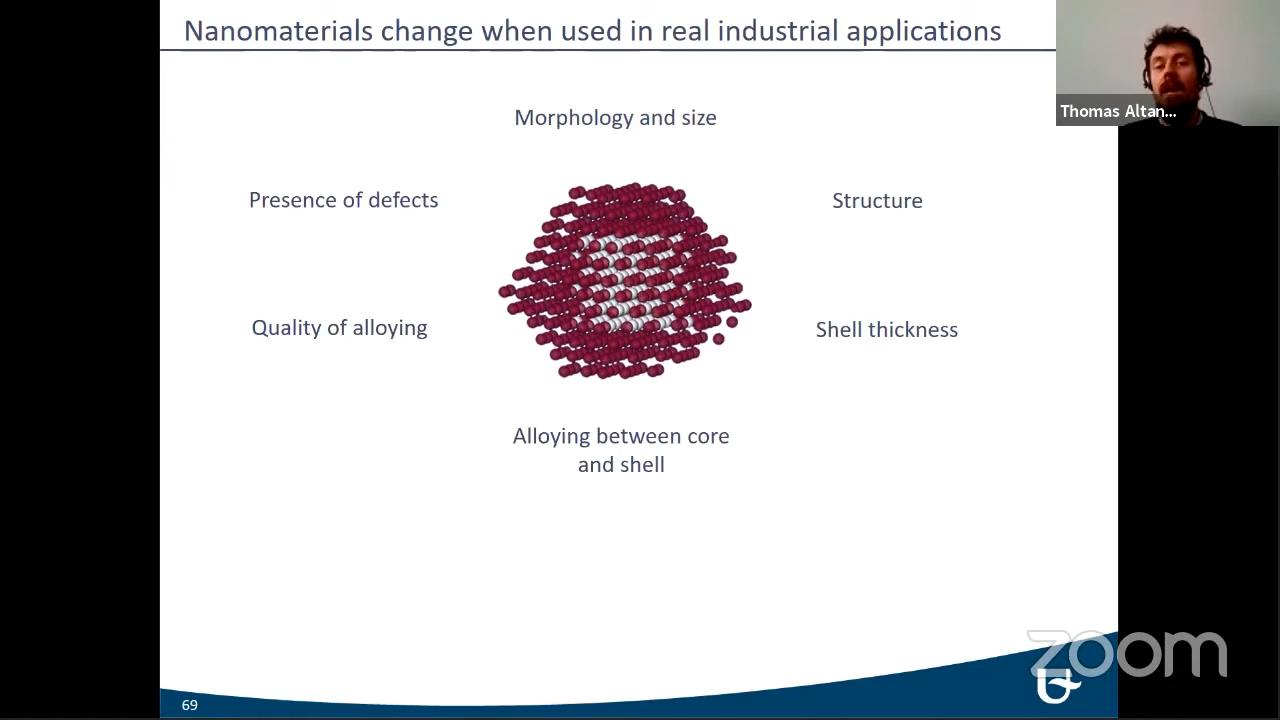 Nanomaterials change when used in real industrial applications
Thomas Altan...
Morphology and size
Presence of defects
Structure
Quality of alloying
Shell thickness
Alloying between core
and shell
zoom
69